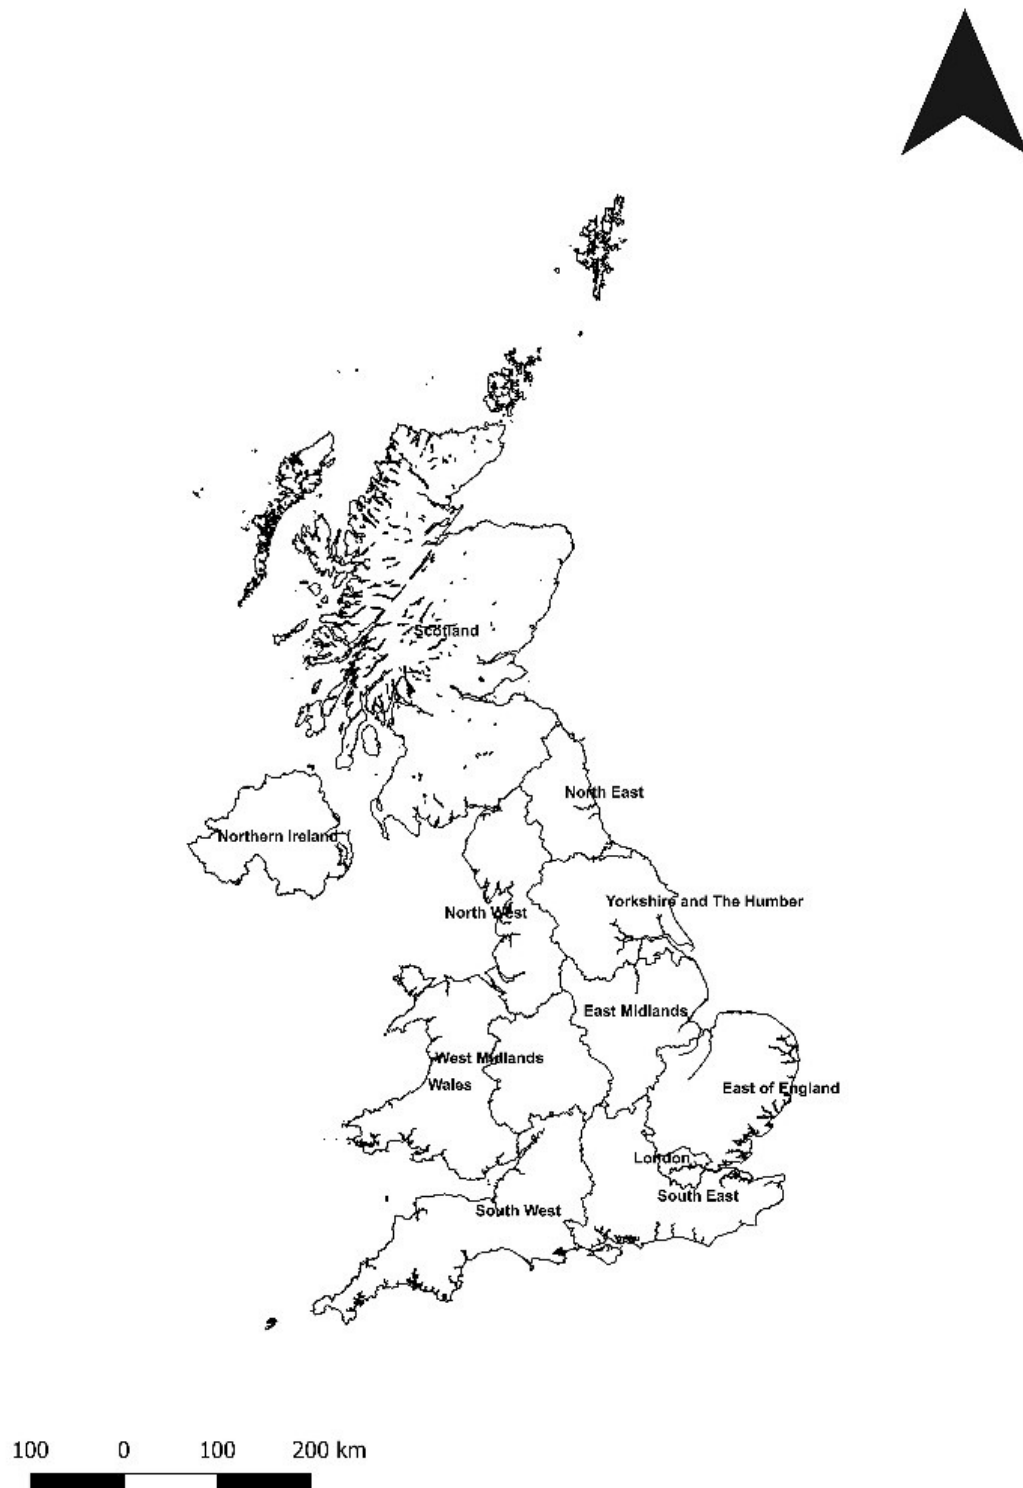 Scotland
North East
Northern Ireland
Yorkshire and The Humber
North West
East Midlands
West Midlands
Wales
East of England
London
South East
South West
100 0 100 200 km